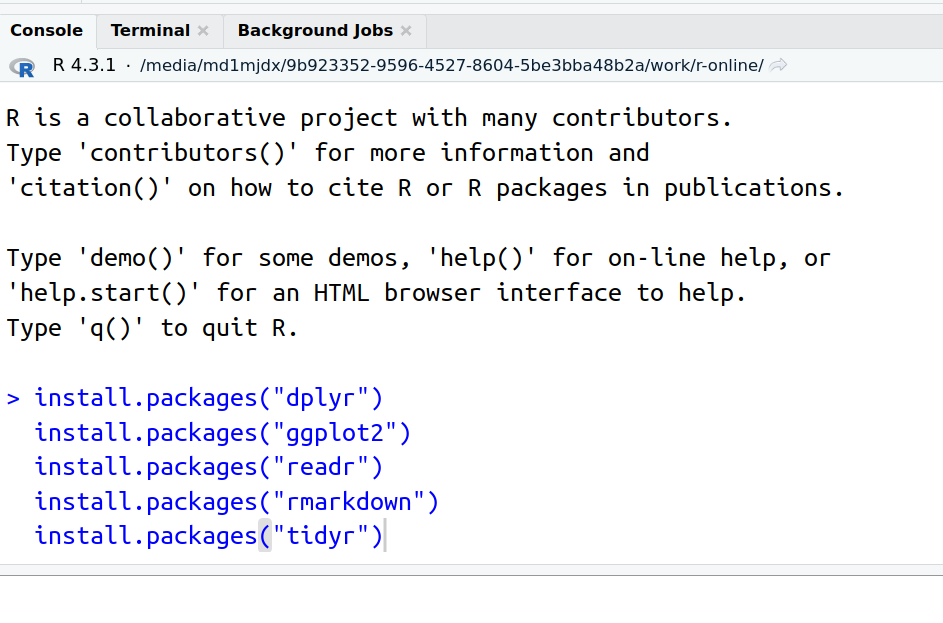 Console Terminal Background Jobs
R R 4.3.1 · /media/md1mjdx/9b923352-9596-4527-8604-5be3bba48b2a/work/r-online/
R is a collaborative project with many contributors.
Type 'contributors()' for more information and
'citation()' on how to cite R or R packages in publications.
Type 'demo()' for some demos, 'help()' for on-line help, or
'help.start()' for an HTML browser interface to help.
Type 'q()' to quit R.
> install.packages("dplyr")
install.packages("ggplot2")
install.packages("readr")
install.packages("rmarkdown")
install.packages("tidyr")